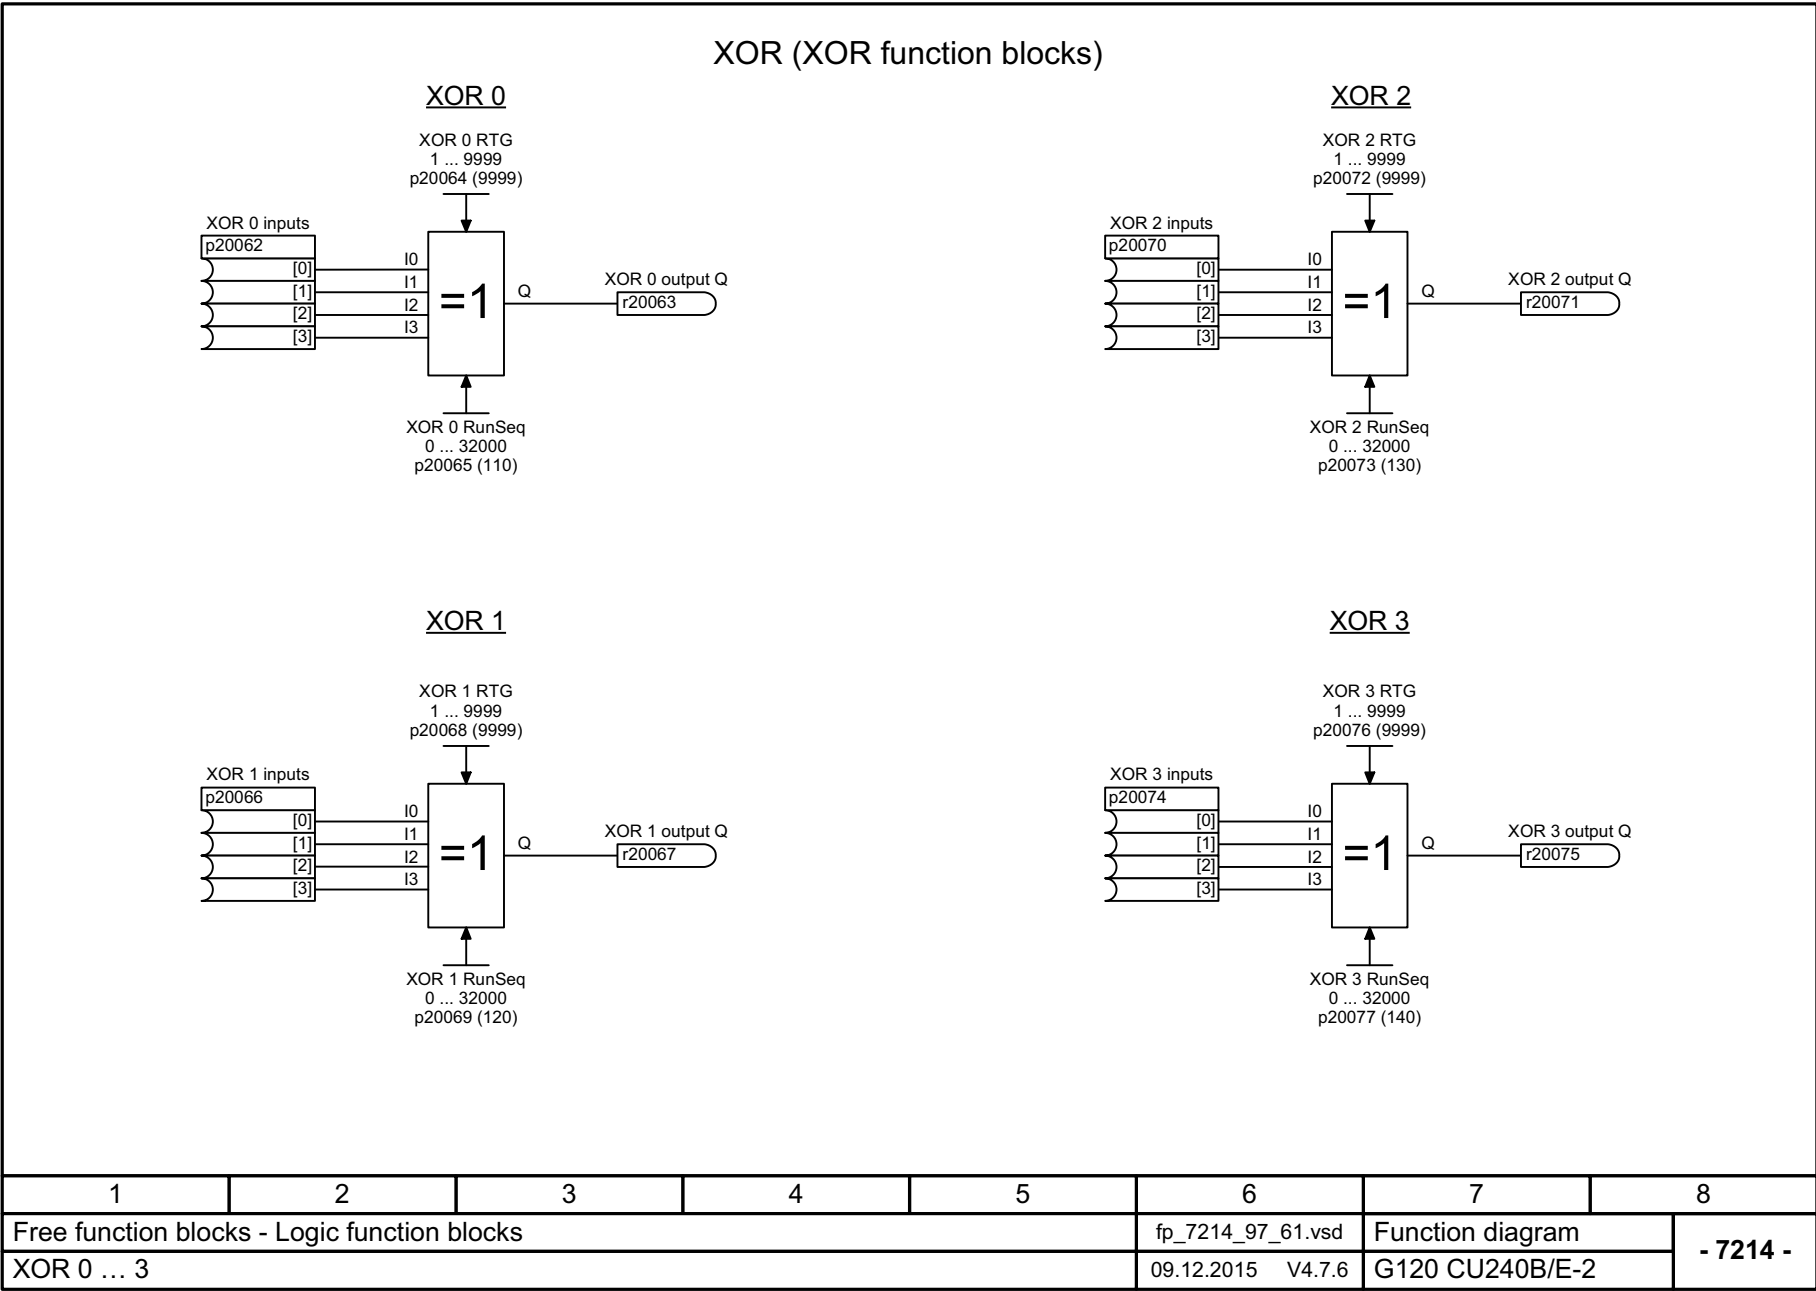 XOR (XOR function blocks)
XOR 0
XOR 0 RTG
1 ... 9999
p20064 (9999)
XOR 0 inputs
p20062
[0]
[1]
[2]
[3]
I0
I1
I2
I3
=1
Q
XOR 0 output Q
r20063
XOR 0 RunSeq
0 ... 32000
p20065 (110)
XOR 2
XOR 2 RTG
1 ... 9999
p20072 (9999)
XOR 2 inputs
p20070
[0]
[1]
[2]
[3]
I0
I1
I2
I3
=1
Q
XOR 2 output Q
r20071
XOR 2 RunSeq
0 ... 32000
p20073 (130)
XOR 1
XOR 1 RTG
1 ... 9999
p20068 (9999)
XOR 1 inputs
p20066
[0]
[1]
[2]
[3]
I0
I1
I2
I3
=1
Q
XOR 1 output Q
r20067
XOR 1 RunSeq
0 ... 32000
p20069 (120)
XOR 3
XOR 3 RTG
1 ... 9999
p20076 (9999)
XOR 3 inputs
p20074
[0]
[1]
[2]
[3]
I0
I1
I2
I3
=1
Q
XOR 3 output Q
r20075
XOR 3 RunSeq
0 ... 32000
p20077 (140)
1 2 3 4 5 6 7 8
Free function blocks - Logic function blocks
fp_7214_97_61.vsd
Function diagram
- 7214 -
XOR 0 … 3
09.12.2015 V4.7.6
G120 CU240B/E-2